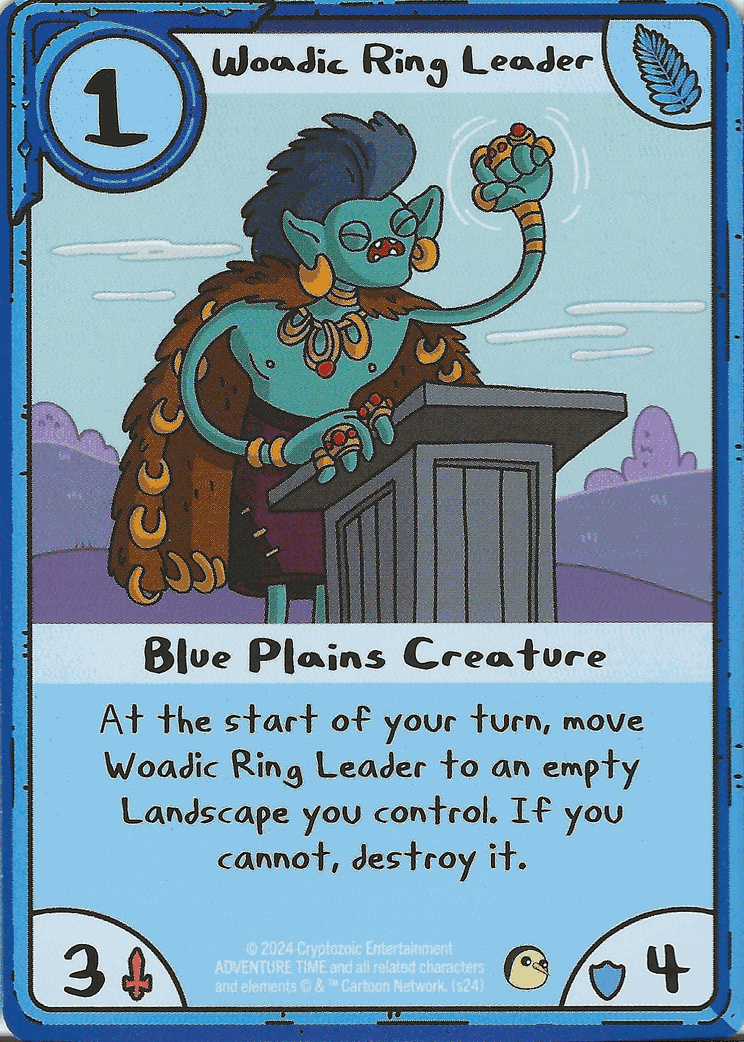 1
Woadic Ring Leader
Blue Plains Creature
At the start of your turn, move
Woadic Ring Leader to an empty
Landscape you control. If you
cannot, destroy it.
3
© 2024 Cryptozoic Entertainment
ADVENTURE TIME and all related characters
and elements © & ™ Cartoon Network. (s24)
4